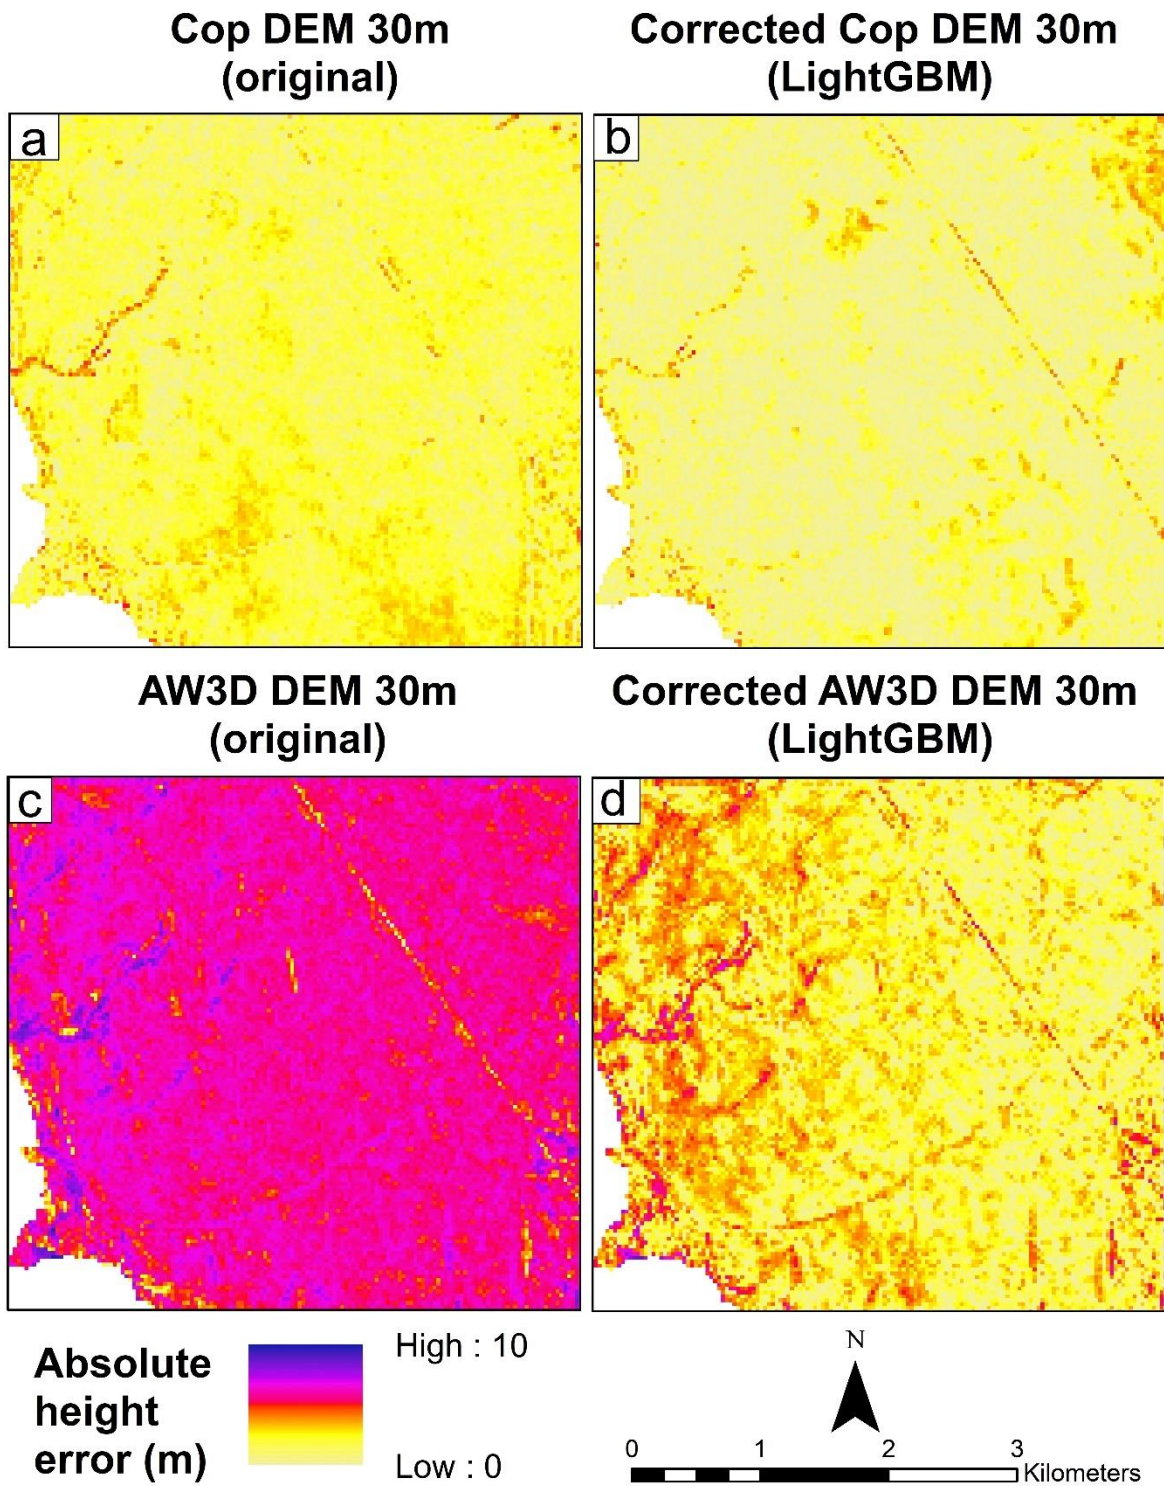 Cop DEM 30m
(original)
Corrected Cop DEM 30m
(LightGBM)
a
b
AW3D DEM 30m
(original)
Corrected AW3D DEM 30m
(LightGBM)
c
d
Absolute
height
error (m)
High : 10
Low : 0
N
0 1 2 3
Kilometers